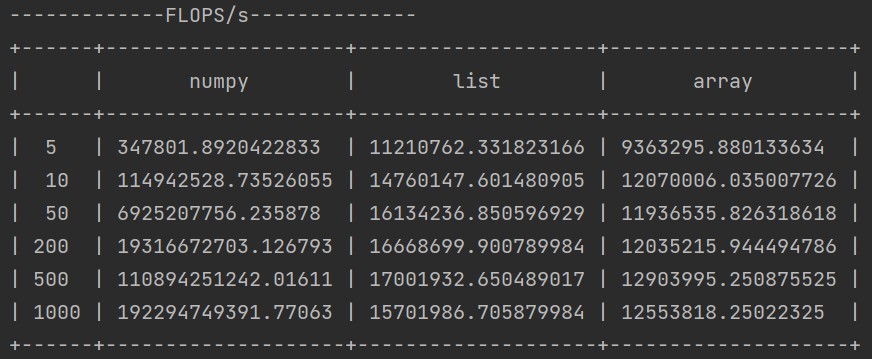 -------------FLOPS/s--------------
+------+--------------------+--------------------+--------------------+
|      |       numpy        |        list        |       array        |
+------+--------------------+--------------------+--------------------+
|  5   | 347801.8920422833  | 11210762.331823166 | 9363295.880133634  |
|  10  | 114942528.73526055 | 14760147.601480905 | 12070006.035007726 |
|  50  | 6925207756.235878  | 16134236.850596929 | 11936535.826318618 |
| 200  | 19316672703.126793 | 16668699.900789984 | 12035215.944494786 |
| 500  | 110894251242.01611 | 17001932.650489017 | 12903995.250875525 |
| 1000 | 192294749391.77063 | 15701986.705879984 | 12553818.25022325  |
+------+--------------------+--------------------+--------------------+